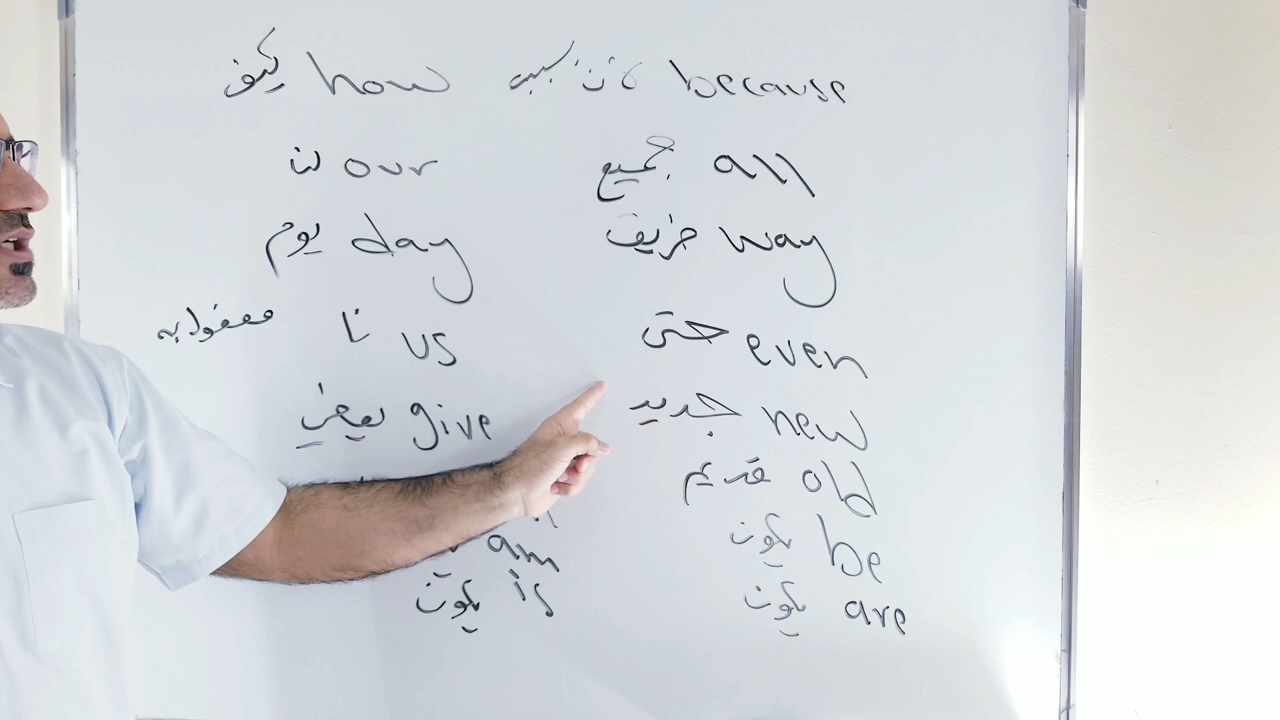 because لأن بسبب how كيف
all جميع our لنا
way طريق day يوم
even حتى us نا مفعول به
new جديد give يعطي
old قديم
be يكون am
are يكون is يكون